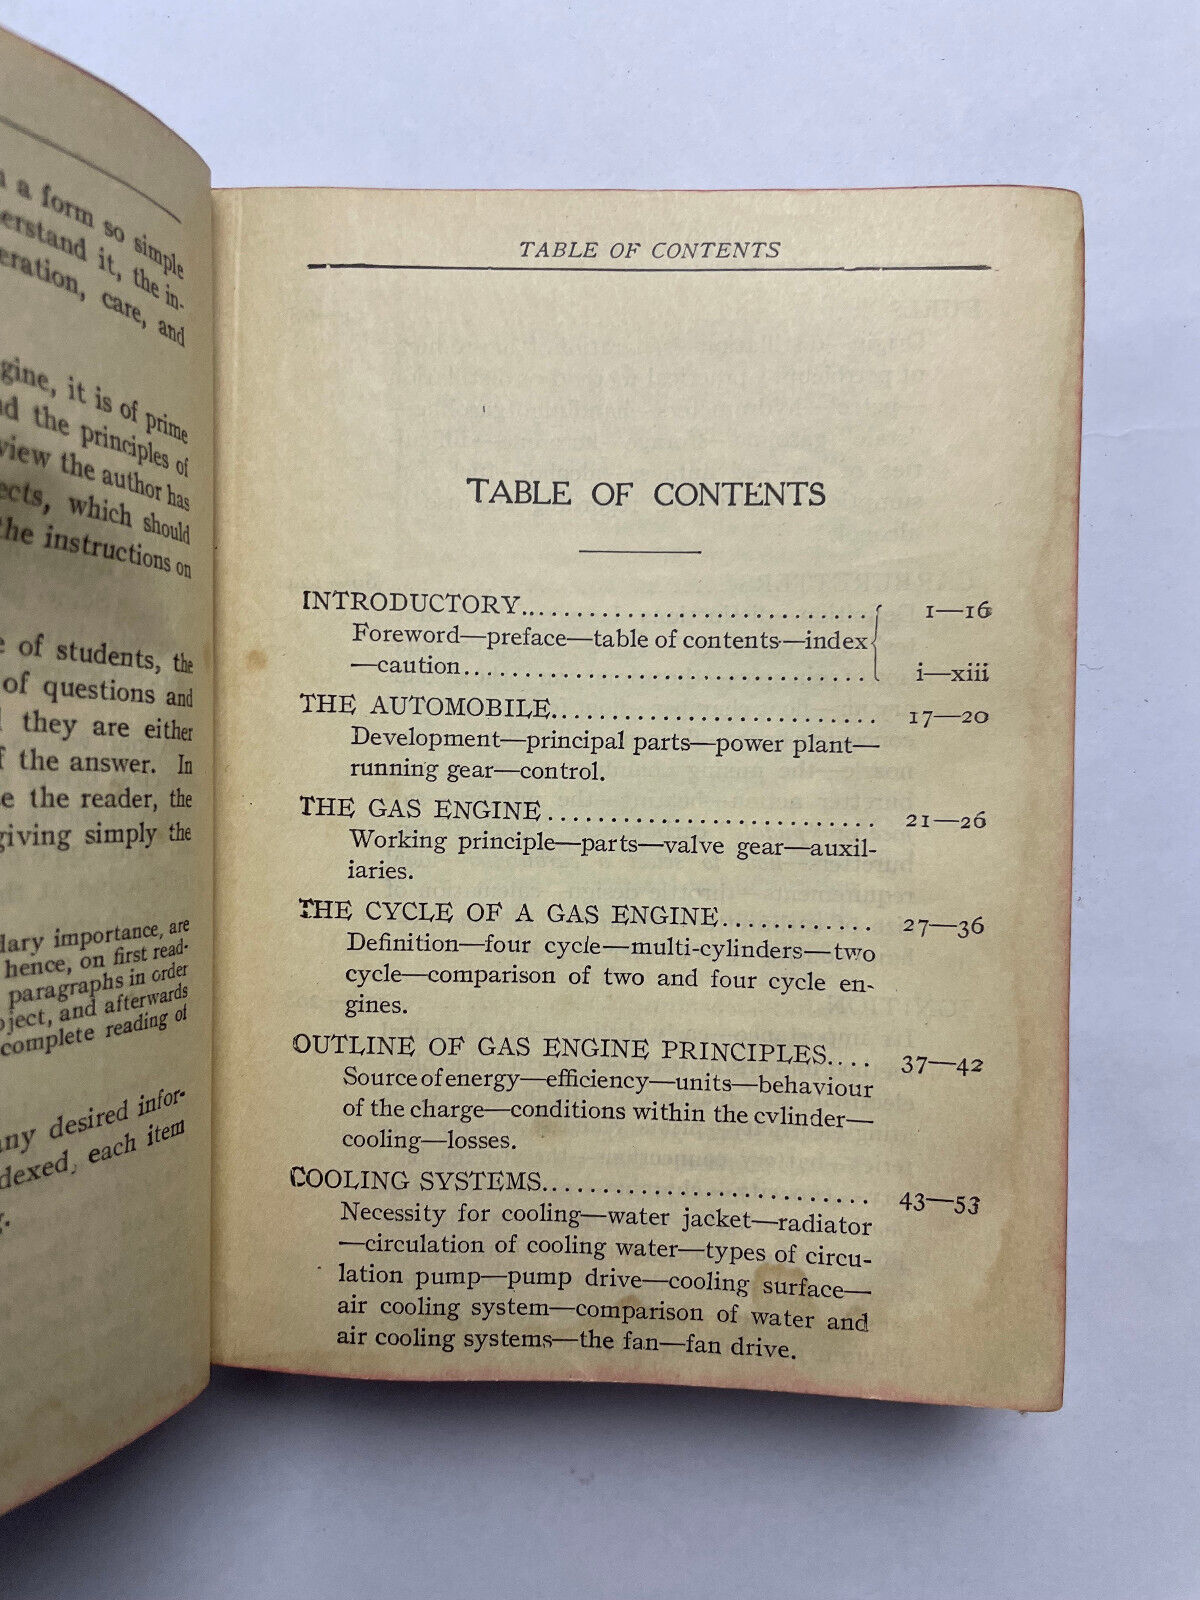 a form so simple
erstand it, the in-
eration, care, and
gine, it is of prime
d the principles of
view the author has
ects, which should
the instructions on
e of students, the
of questions and
they are either
f the answer. In
e the reader, the
giving simply the
lary importance, are
hence, on first read-
paragraphs in order
bject, and afterwards
complete reading of
any desired infor-
dexed, each item
TABLE OF CONTENTS
TABLE OF CONTENTS
INTRODUCTORY.............................. 1—16
Foreword—preface—table of contents—index
—caution.............................. i—xiii
THE AUTOMOBILE........................... 17—20
Development—principal parts—power plant—
running gear—control.
THE GAS ENGINE........................... 21—26
Working principle—parts—valve gear—auxil-
iaries.
THE CYCLE OF A GAS ENGINE............ 27—36
Definition—four cycle—multi-cylinders—two
cycle—comparison of two and four cycle en-
gines.
OUTLINE OF GAS ENGINE PRINCIPLES.... 37—42
Source of energy—efficiency—units—behaviour
of the charge—conditions within the cylinder—
cooling—losses.
COOLING SYSTEMS.......................... 43—53
Necessity for cooling—water jacket—radiator
—circulation of cooling water—types of circu-
lation pump—pump drive—cooling surface—
air cooling system—comparison of water and
air cooling systems—the fan—fan drive.